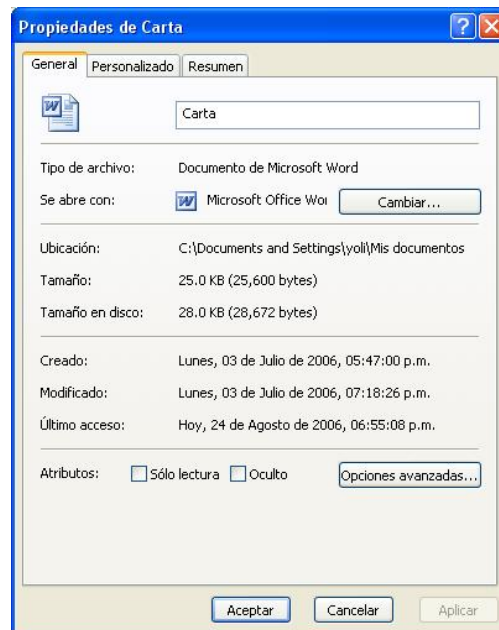 Propiedades de Carta
General Personalizado Resumen
Carta
Tipo de archivo: Documento de Microsoft Word
Se abre con: Microsoft Office Wor Cambiar...
Ubicación: C:\Documents and Settings\yoli\Mis documentos
Tamaño: 25.0 KB (25,600 bytes)
Tamaño en disco: 28.0 KB (28,672 bytes)
Creado: Lunes, 03 de Julio de 2006, 05:47:00 p.m.
Modificado: Lunes, 03 de Julio de 2006, 07:18:26 p.m.
Último acceso: Hoy, 24 de Agosto de 2006, 06:55:08 p.m.
Atributos: Sólo lectura Oculto Opciones avanzadas...
Aceptar Cancelar Aplicar